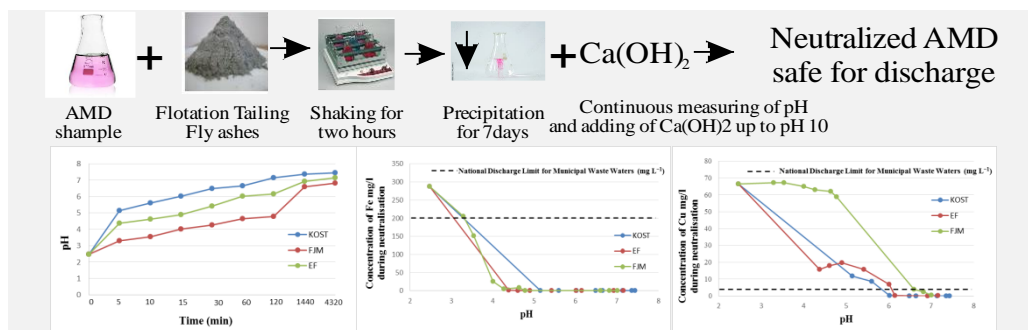 +
+Ca(OH)2
Neutralized AMD
safe for discharge
AMD
shample
Flotation Tailing
Fly ashes
Shaking for
two hours
Precipitation
for 7days
Continuous measuring of pH
and adding of Ca(OH)2 up to pH 10
pH
8
7
6
5
4
3
2
1
0
0 5 10 15 30 60 120 1440 4320
Time (min)
KOST
FJM
EF
Concentration of Fe mg/l
during neutralisation
350
300
250
200
150
100
50
0
National Discharge Limit for Municipal Waste Waters (mg L⁻¹)
KOST
EF
FJM
2 3 4 5 6 7 8
pH
Concentration of Cu mg/l
during neutralisation
80
70
60
50
40
30
20
10
0
National Discharge Limit for Municipal Waste Waters (mg L⁻¹)
KOST
EF
FJM
2 3 4 5 6 7 8
pH